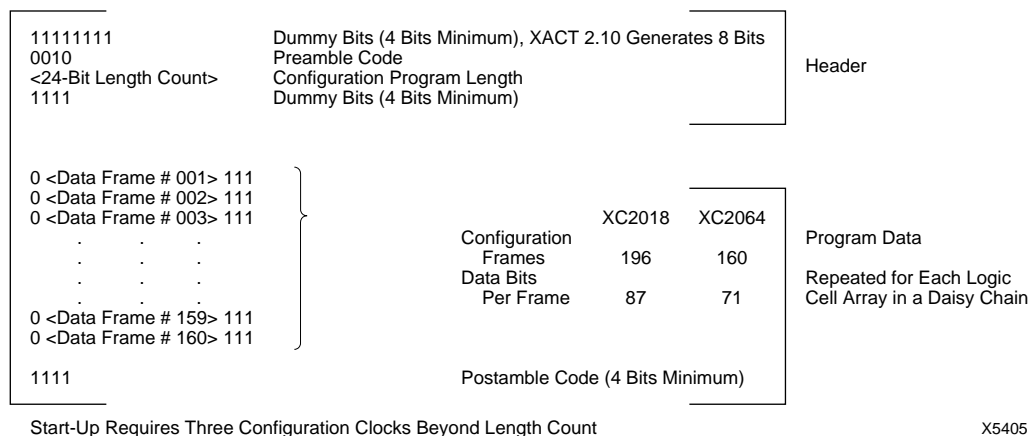 11111111 Dummy Bits (4 Bits Minimum), XACT 2.10 Generates 8 Bits
0010 Preamble Code
<24-Bit Length Count> Configuration Program Length
1111 Dummy Bits (4 Bits Minimum)
Header
0 <Data Frame # 001> 111
0 <Data Frame # 002> 111
0 <Data Frame # 003> 111
. . .
. . .
. . .
. . .
0 <Data Frame # 159> 111
0 <Data Frame # 160> 111
XC2018 XC2064
Configuration
Frames 196 160
Data Bits
Per Frame 87 71
Program Data
Repeated for Each Logic
Cell Array in a Daisy Chain
1111 Postamble Code (4 Bits Minimum)
Start-Up Requires Three Configuration Clocks Beyond Length Count
X5405